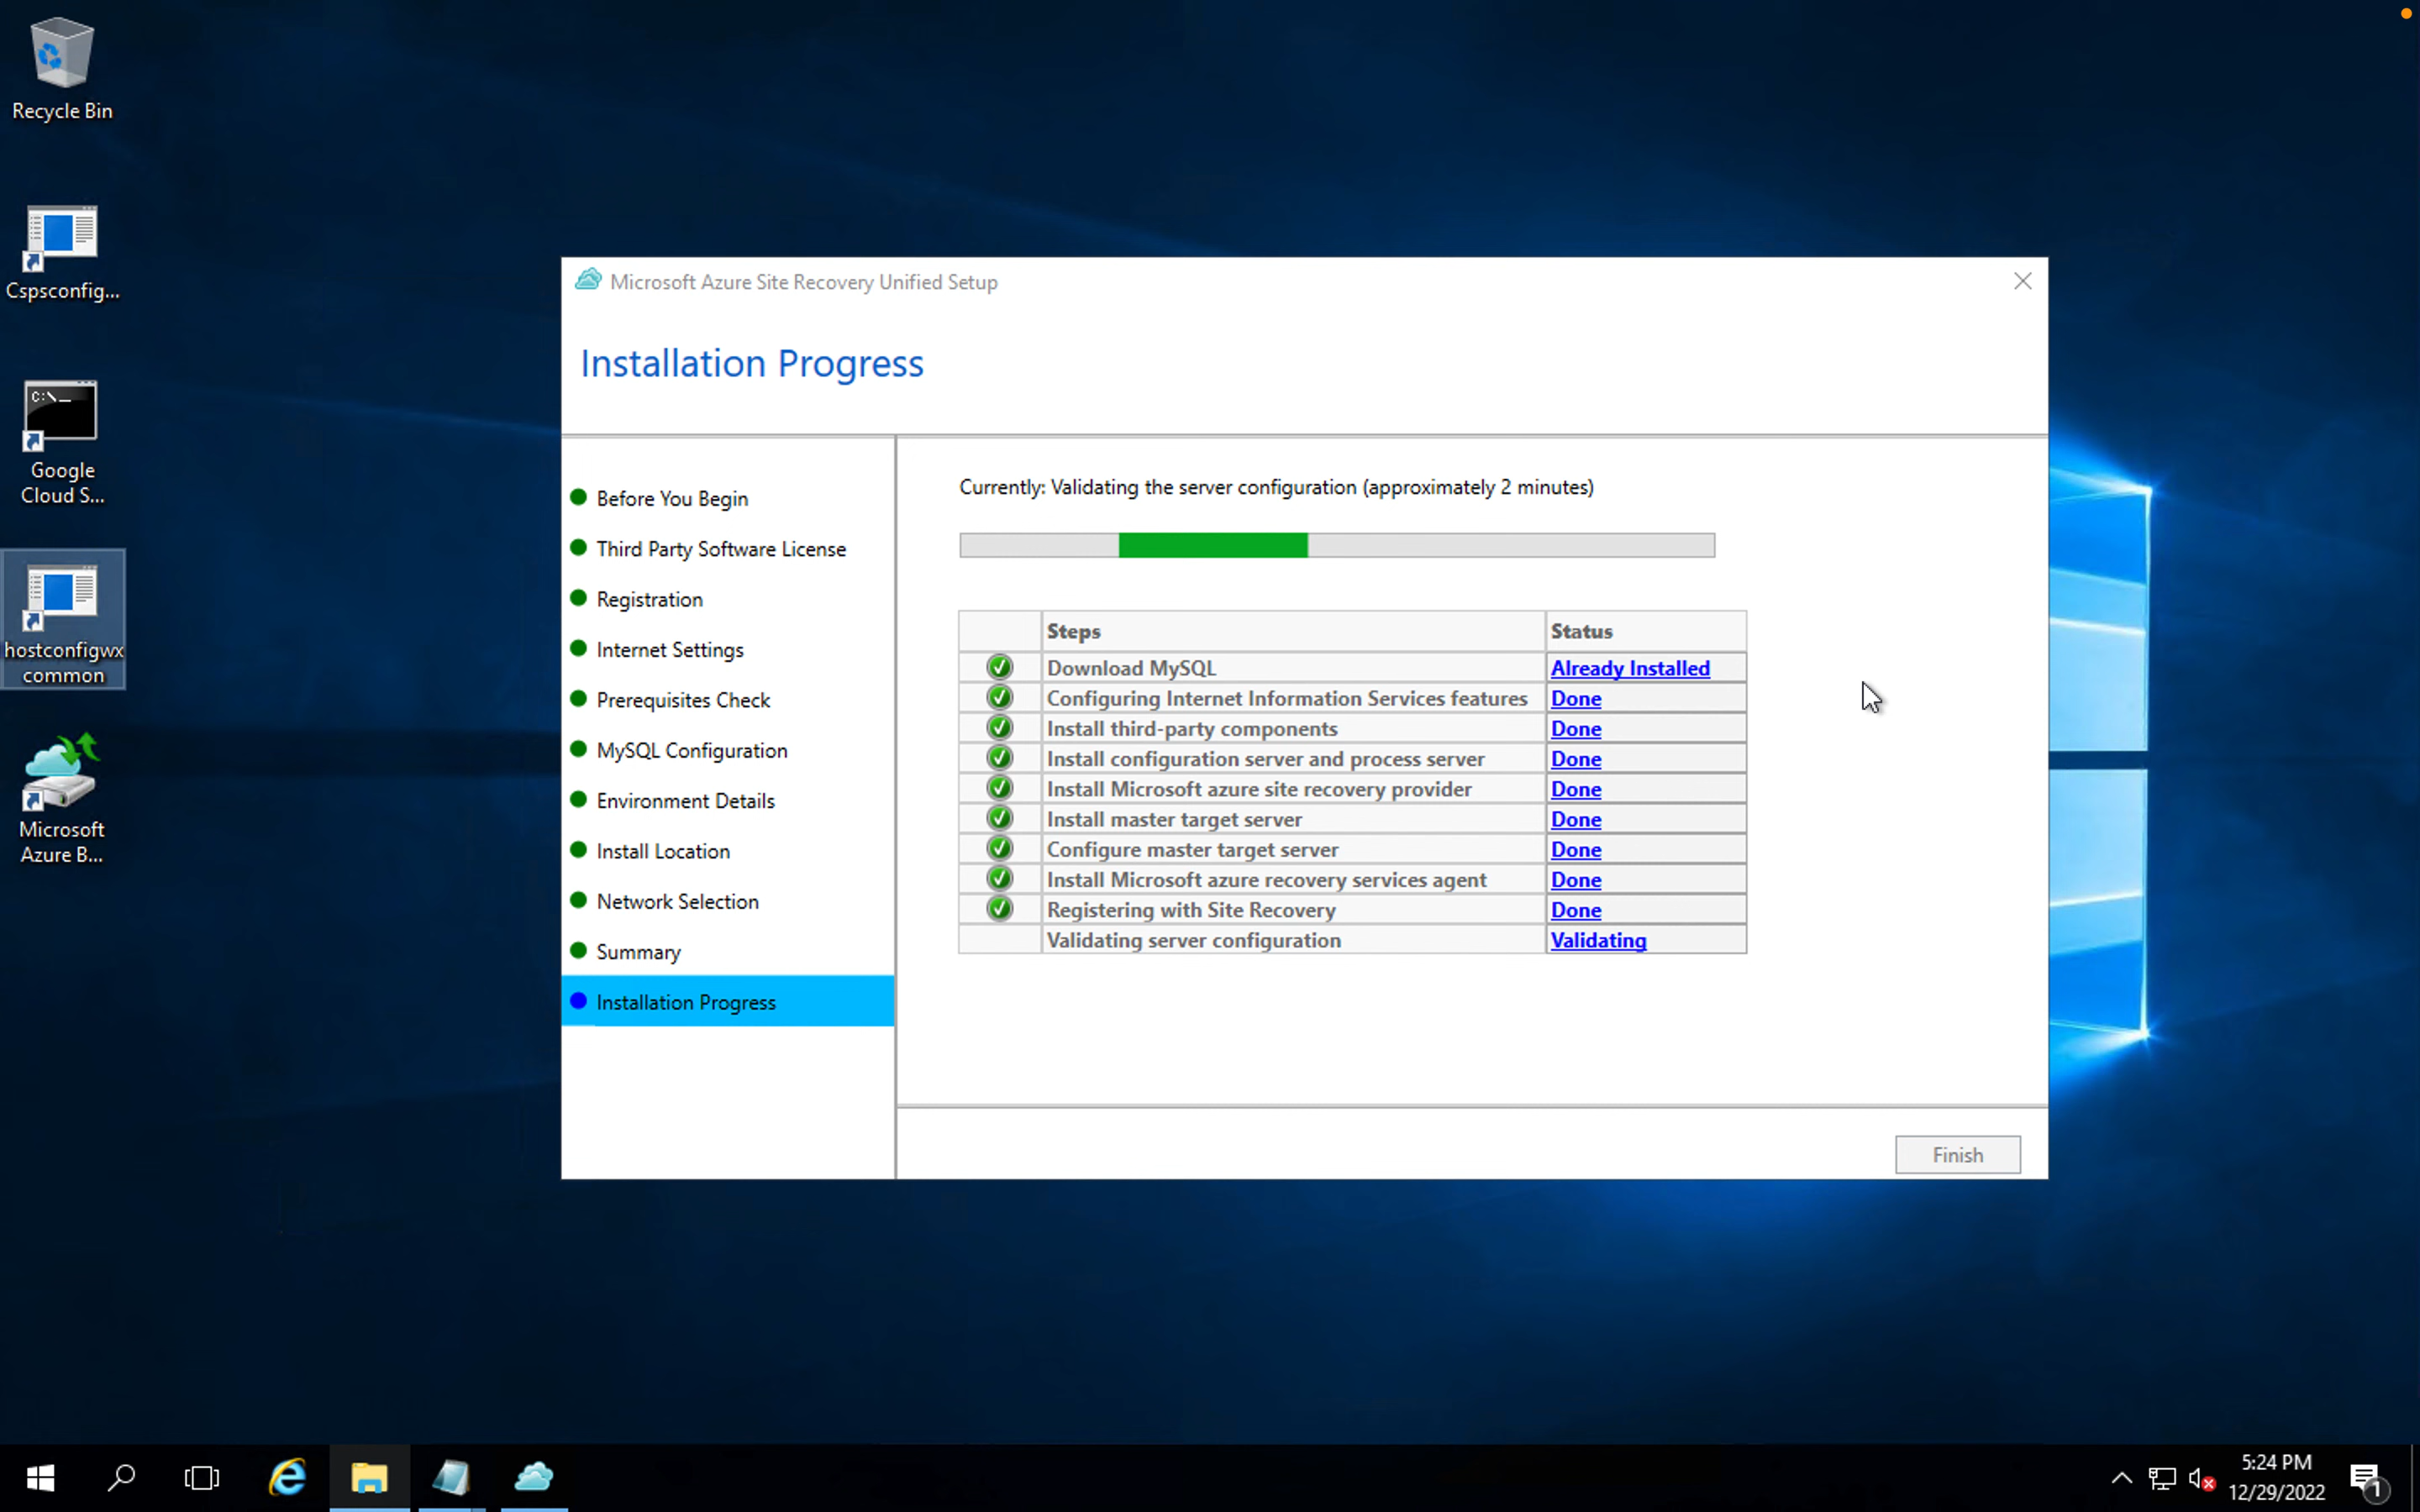 Recycle Bin
Cspsconfig...
Google
Cloud S...
hostconfigwx
common
Microsoft
Azure B...
Microsoft Azure Site Recovery Unified Setup
Installation Progress
Before You Begin
Third Party Software License
Registration
Internet Settings
Prerequisites Check
MySQL Configuration
Environment Details
Install Location
Network Selection
Summary
Installation Progress
Currently: Validating the server configuration (approximately 2 minutes)
Steps Status
Download MySQL Already Installed
Configuring Internet Information Services features Done
Install third-party components Done
Install configuration server and process server Done
Install Microsoft azure site recovery provider Done
Install master target server Done
Configure master target server Done
Install Microsoft azure recovery services agent Done
Registering with Site Recovery Done
Validating server configuration Validating
Finish
C:\_
5:24 PM
12/29/2022
1